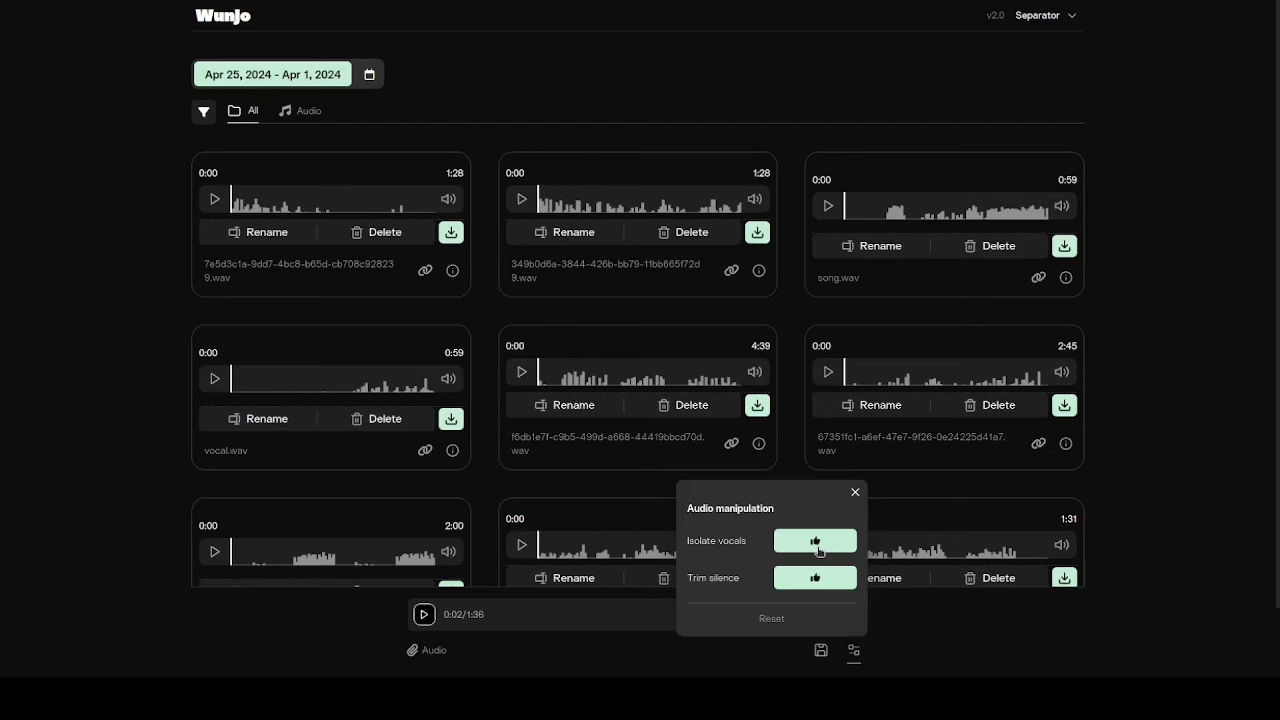 Wunjo
v2.0 Separator
Apr 25, 2024 - Apr 1, 2024
All Audio
0:00 1:28
Rename Delete
7e5d3c1a-9dd7-4bc8-b65d-cb708c92823
9.wav
0:00 1:28
Rename Delete
349b0d6a-3844-426b-bb79-11bb665f72d
9.wav
0:00 0:59
Rename Delete
song.wav
0:00 0:59
Rename Delete
vocal.wav
0:00 4:39
Rename Delete
f6db1e7f-c9b5-499d-a668-44419bbcd70d.
wav
0:00 2:45
Rename Delete
67351fc1-a6ef-47e7-9f26-0e24225d41a7.
wav
0:00 2:00
0:00
Rename
1:31
ename Delete
Audio manipulation
Isolate vocals
Trim silence
Reset
0:02/1:36
Audio